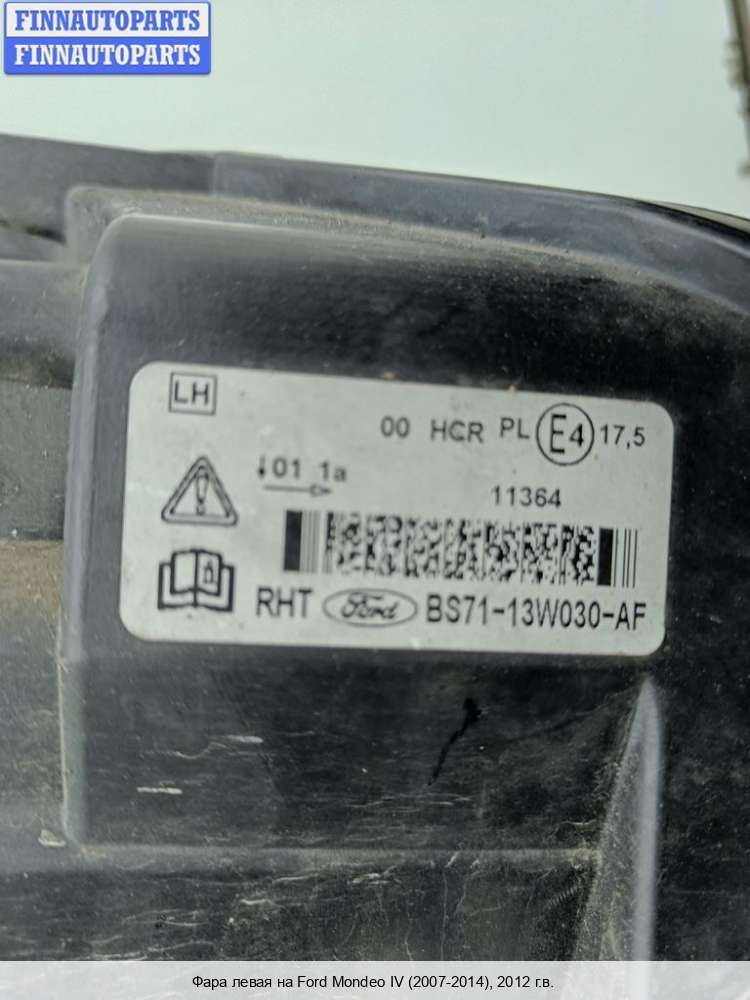 FINNAUTOPARTS
FINNAUTOPARTS
LH
00 HCR PL E4 17,5
↓01 1a
11364
RHT Ford BS71-13W030-AF
Фара левая на Ford Mondeo IV (2007-2014), 2012 г.в.